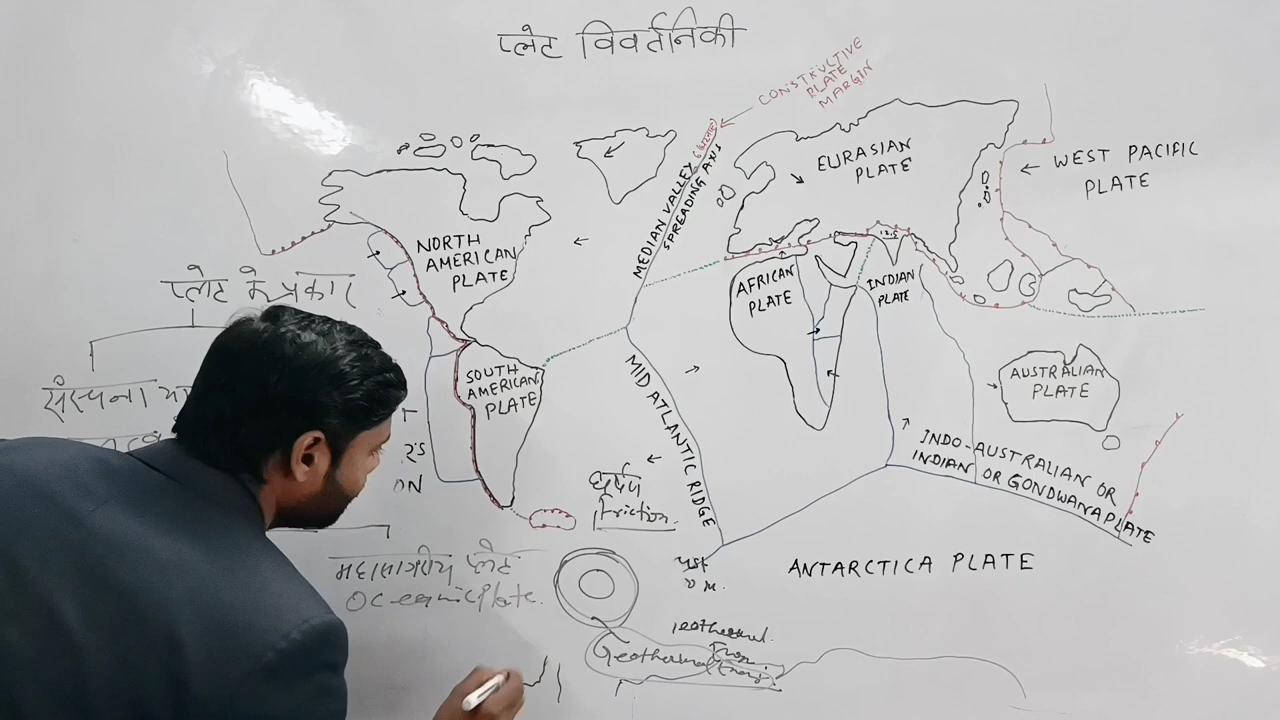 प्लेट विवर्तनिकी
CONSTRUCTIVE
PLATE
MARGIN
MEDIAN VALLEY
SPREADING AXIS
EURASIAN
PLATE
WEST PACIFIC
PLATE
NORTH
AMERICAN
PLATE
AFRICAN
PLATE
INDIAN
PLATE
प्लेट के प्रकार
SOUTH
AMERICAN
PLATE
MID ATLANTIC RIDGE
AUSTRALIAN
PLATE
INDO-AUSTRALIAN OR
INDIAN OR GONDWANA PLATE
घर्षण
friction.
ANTARCTICA PLATE
महासागरीय प्लेट
Oceanic Plate.
Geothermal